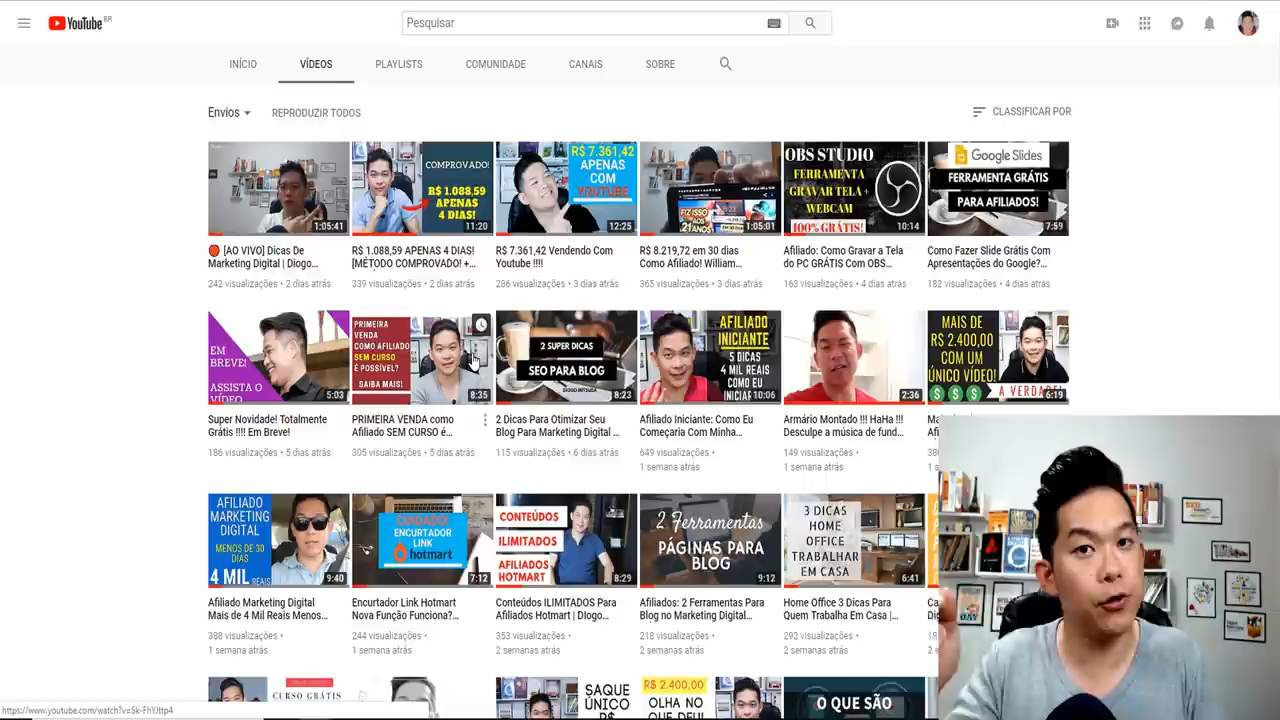 YouTube BR
Pesquisar
INÍCIO
VÍDEOS
PLAYLISTS
COMUNIDADE
CANAIS
SOBRE
Envios
REPRODUZIR TODOS
CLASSIFICAR POR
1:05:41
COMPROVADO!
R$ 1.088,59
APENAS
4 DIAS!
11:20
R$ 7.361,42
APENAS
COM
YOUTUBE
12:25
FIZ ISSO
AOS
21 ANOS
1:05:01
OBS STUDIO
FERRAMENTA
GRAVAR TELA +
WEBCAM
100% GRÁTIS!
10:14
Google Slides
FERRAMENTA GRÁTIS
PARA AFILIADOS!
7:59
[AO VIVO] Dicas De
Marketing Digital | Diogo...
242 visualizações • 2 dias atrás
R$ 1.088,59 APENAS 4 DIAS!
[MÉTODO COMPROVADO! +...
339 visualizações • 2 dias atrás
R$ 7.361,42 Vendendo Com
Youtube !!!!
286 visualizações • 3 dias atrás
R$ 8.219,72 em 30 dias
Como Afiliado! William...
365 visualizações • 3 dias atrás
Afiliado: Como Gravar a Tela
do PC GRÁTIS Com OBS...
163 visualizações • 4 dias atrás
Como Fazer Slide Grátis Com
Apresentações do Google?...
182 visualizações • 4 dias atrás
EM
BREVE!
ASSISTA O
VÍDEO
5:03
PRIMEIRA
VENDA
COMO AFILIADO
SEM CURSO
É POSSÍVEL?
SAIBA MAIS!
8:35
2 SUPER DICAS
SEO PARA BLOG
DIOGO MITSUDA
8:23
AFILIADO
INICIANTE:
5 DICAS
4 MIL REAIS
COMO EU
INICIAR
10:06
2:36
MAIS DE
R$ 2.400,00
COM UM
ÚNICO VÍDEO!
$ $ $
A VERDADE!
6:19
Super Novidade! Totalmente
Grátis !!!! Em Breve!
186 visualizações • 5 dias atrás
PRIMEIRA VENDA como
Afiliado SEM CURSO é...
305 visualizações • 5 dias atrás
2 Dicas Para Otimizar Seu
Blog Para Marketing Digital ...
115 visualizações • 6 dias atrás
Afiliado Iniciante: Como Eu
Começaria Com Minha...
649 visualizações •
1 semana atrás
Armário Montado !!! HaHa !!!
Desculpe a música de fund...
149 visualizações •
1 semana atrás
AFILIADO
MARKETING
DIGITAL
MENOS DE 30
DIAS
4 MIL REAIS
9:40
CUIDADO!
ENCURTADOR
LINK
hotmart
7:12
CONTEÚDOS
ILIMITADOS
AFILIADOS
HOTMART
8:29
2 Ferramentas
PÁGINAS PARA
BLOG
9:12
3 DICAS
HOME
OFFICE
TRABALHAR
EM CASA
6:41
Afiliado Marketing Digital
Mais de 4 Mil Reais Menos...
388 visualizações •
1 semana atrás
Encurtador Link Hotmart
Nova Função Funciona?...
244 visualizações •
1 semana atrás
Conteúdos ILIMITADOS Para
Afiliados Hotmart | DIogo...
353 visualizações •
2 semanas atrás
Afiliados: 2 Ferramentas Para
Blog no Marketing Digital...
218 visualizações •
2 semanas atrás
Home Office 3 Dicas Para
Quem Trabalha Em Casa |...
292 visualizações •
2 semanas atrás
CURSO GRÁTIS
SAQUE
ÚNICO
R$
R$ 2.400,00
OLHA NO
QUE DEU!
O QUE SÃO
https://www.youtube.com/watch?v=Sk-FhYJttp4